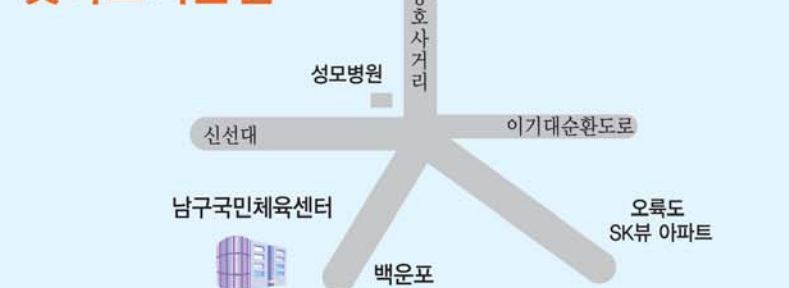 호사거리
성모병원
신선대
이기대순환도로
남구국민체육센터
오륙도
SK뷰 아파트
백운포